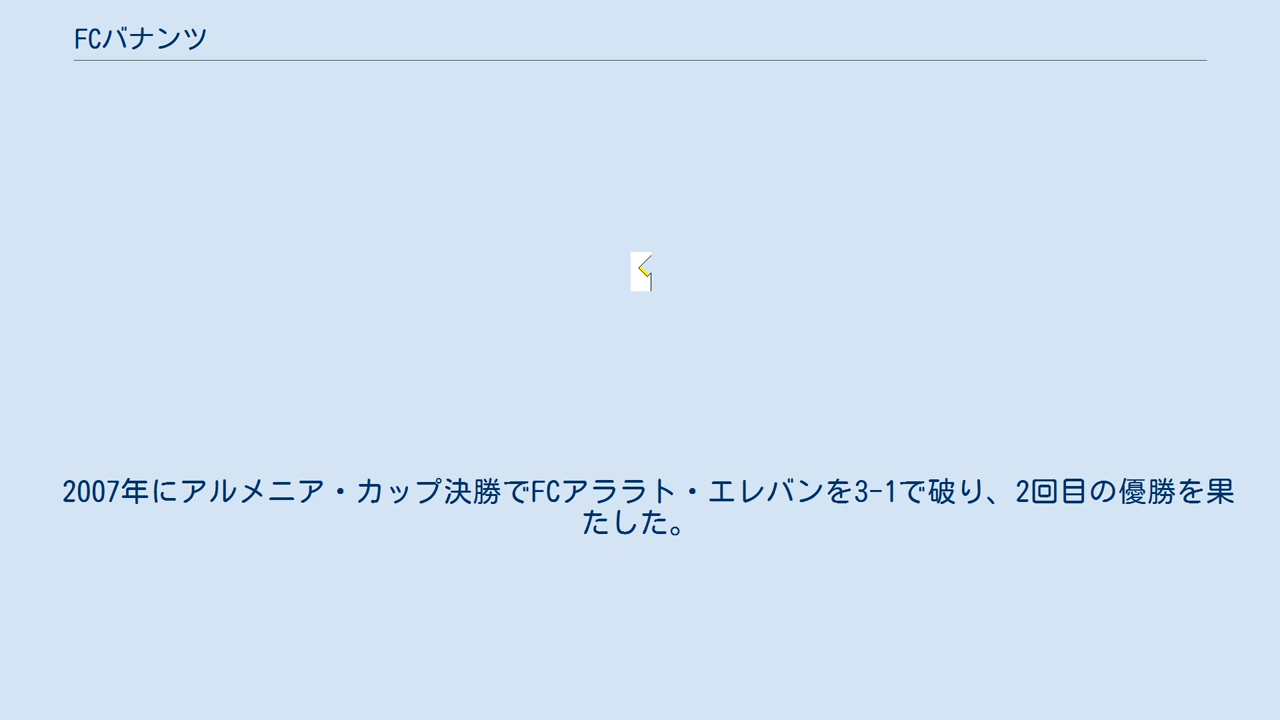 FCバナンツ
2007年にアルメニア・カップ決勝でFCアララト・エレバンを3-1で破り、2回目の優勝を果
たした。